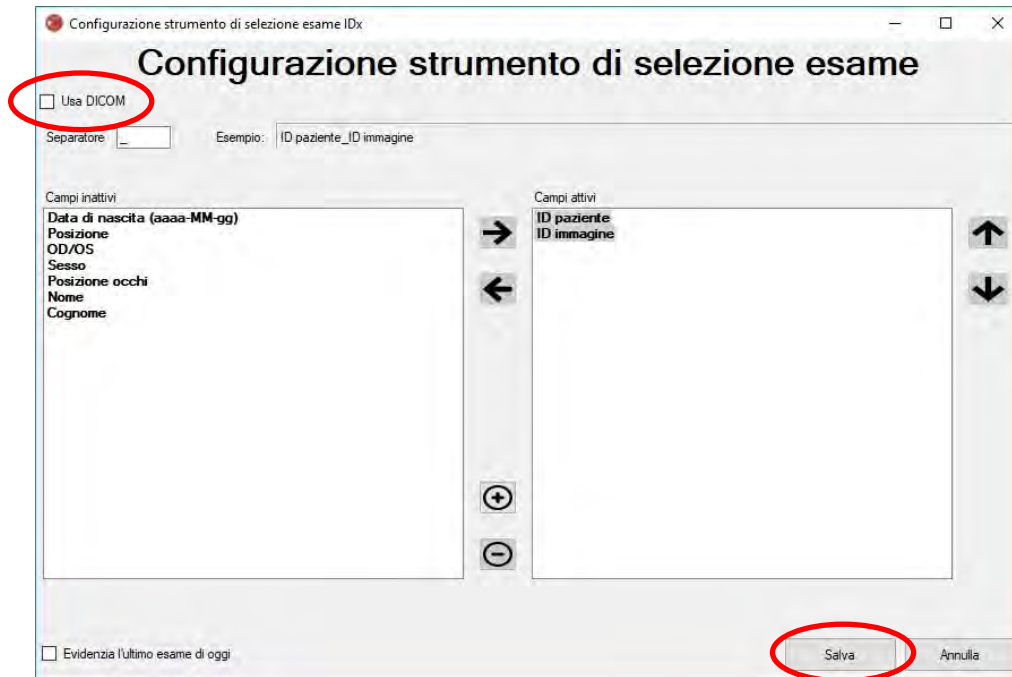 Configurazione strumento di selezione esame IDx
Configurazione strumento di selezione esame
Usa DICOM
Separatore _ Esempio: ID paziente_ID immagine
Campi inattivi
Data di nascita (aaaa-MM-gg)
Posizione
OD/OS
Sesso
Posizione occhi
Nome
Cognome
Campi attivi
ID paziente
ID immagine
Evidenzia l'ultimo esame di oggi
Salva
Annulla